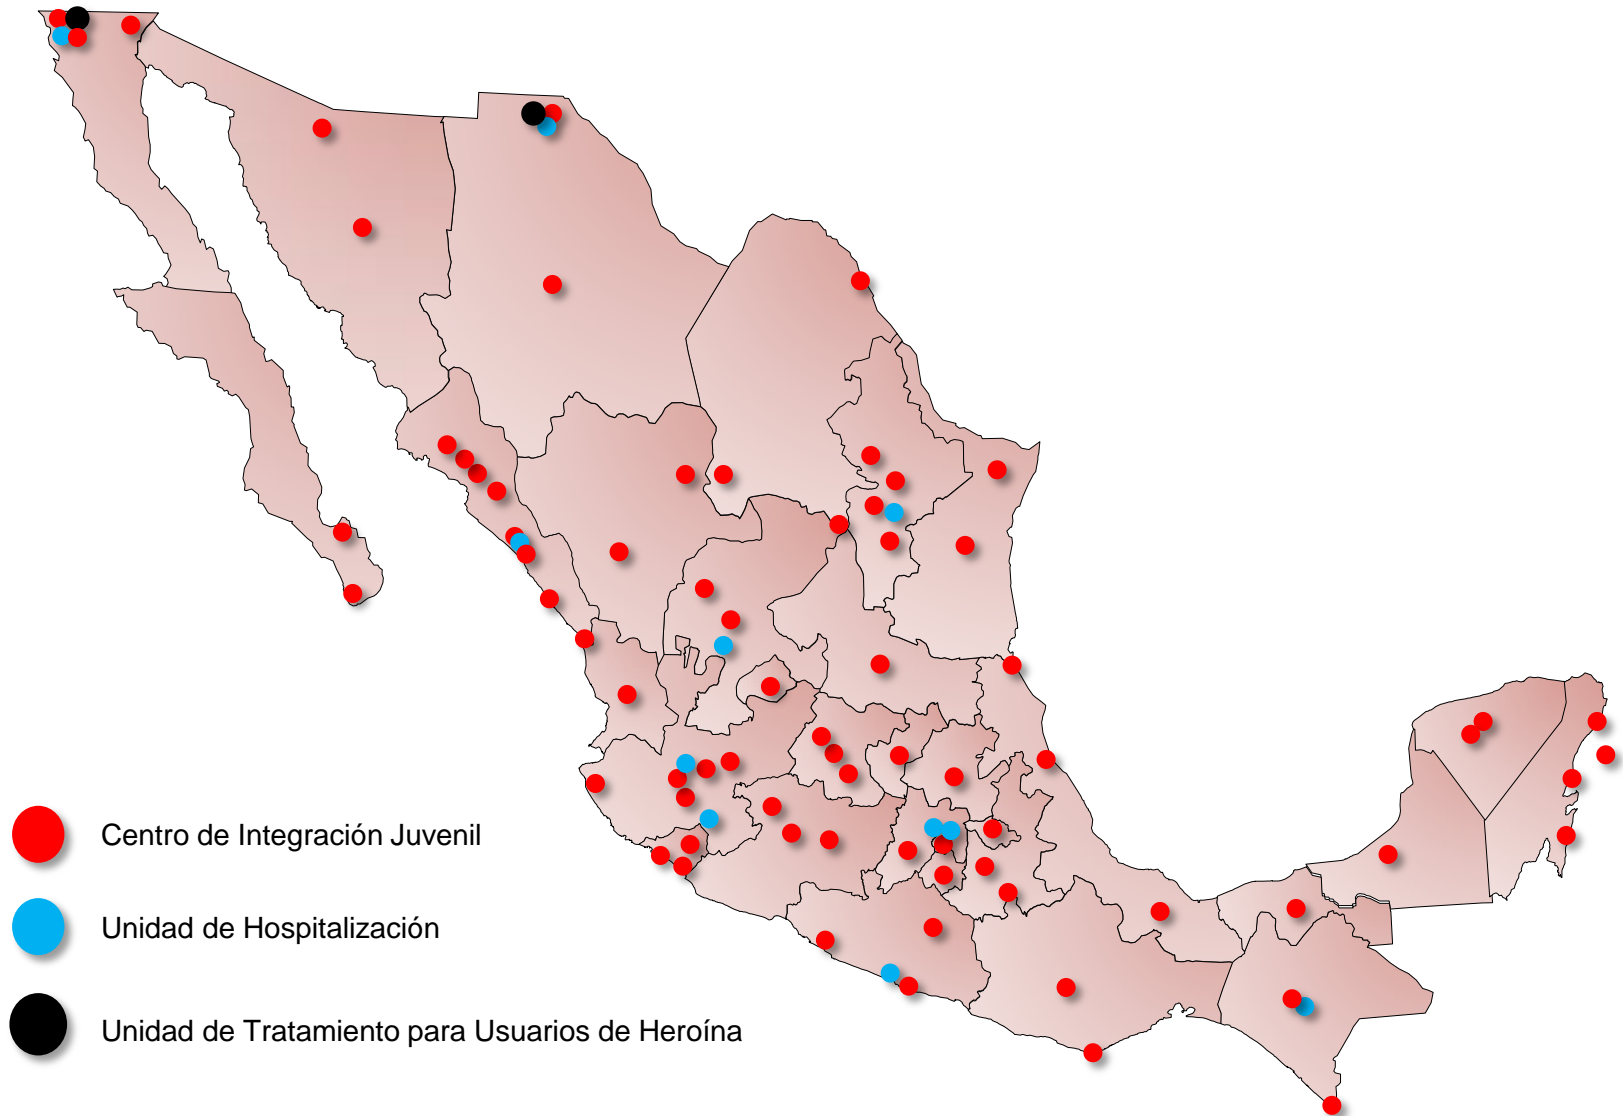 Centro de Integración Juvenil
Unidad de Hospitalización
Unidad de Tratamiento para Usuarios de Heroína